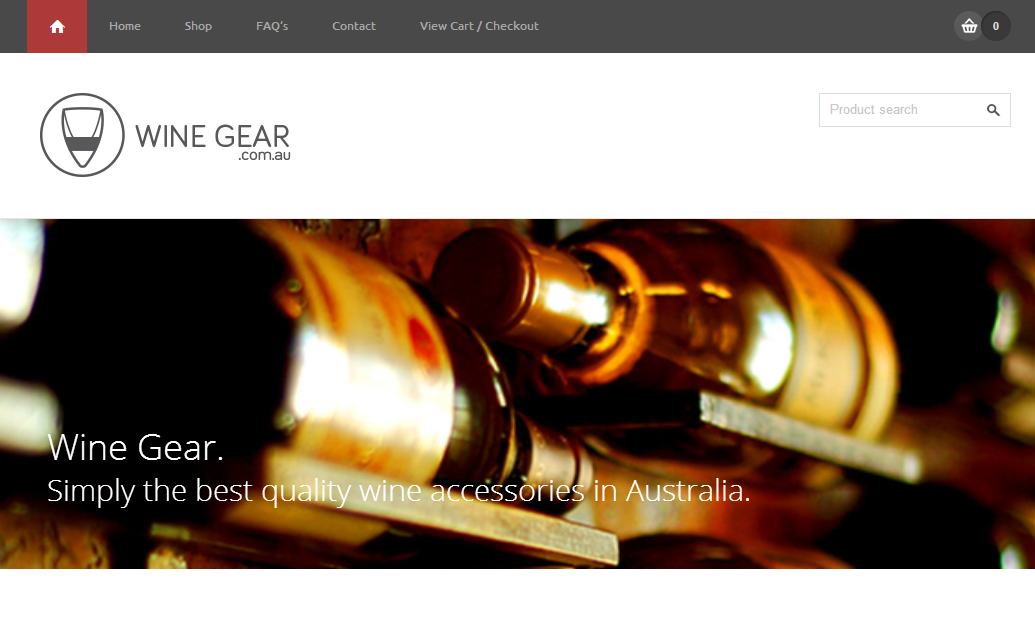 Home Shop FAQ's Contact View Cart / Checkout 0
WINE GEAR
.com.au
Product search
Wine Gear.
Simply the best quality wine accessories in Australia.